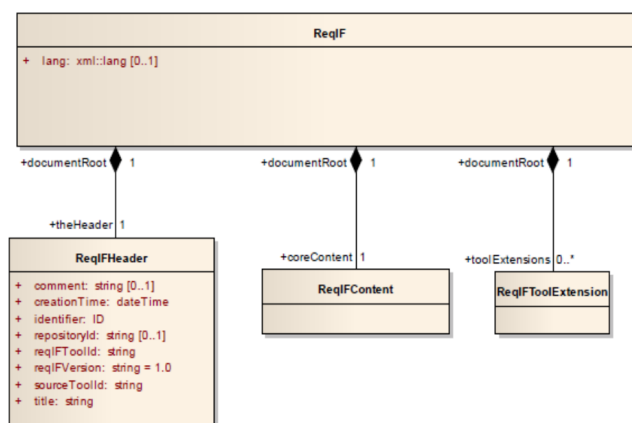 ReqIF
+ lang: xml::lang [0..1]
+documentRoot 1
+documentRoot 1
+documentRoot 1
+theHeader 1
+coreContent 1
+toolExtensions 0..*
ReqIFHeader
+ comment: string [0..1]
+ creationTime: dateTime
+ identifier: ID
+ repositoryId: string [0..1]
+ reqIFToolId: string
+ reqIFVersion: string = 1.0
+ sourceToolId: string
+ title: string
ReqIFContent
ReqIFToolExtension